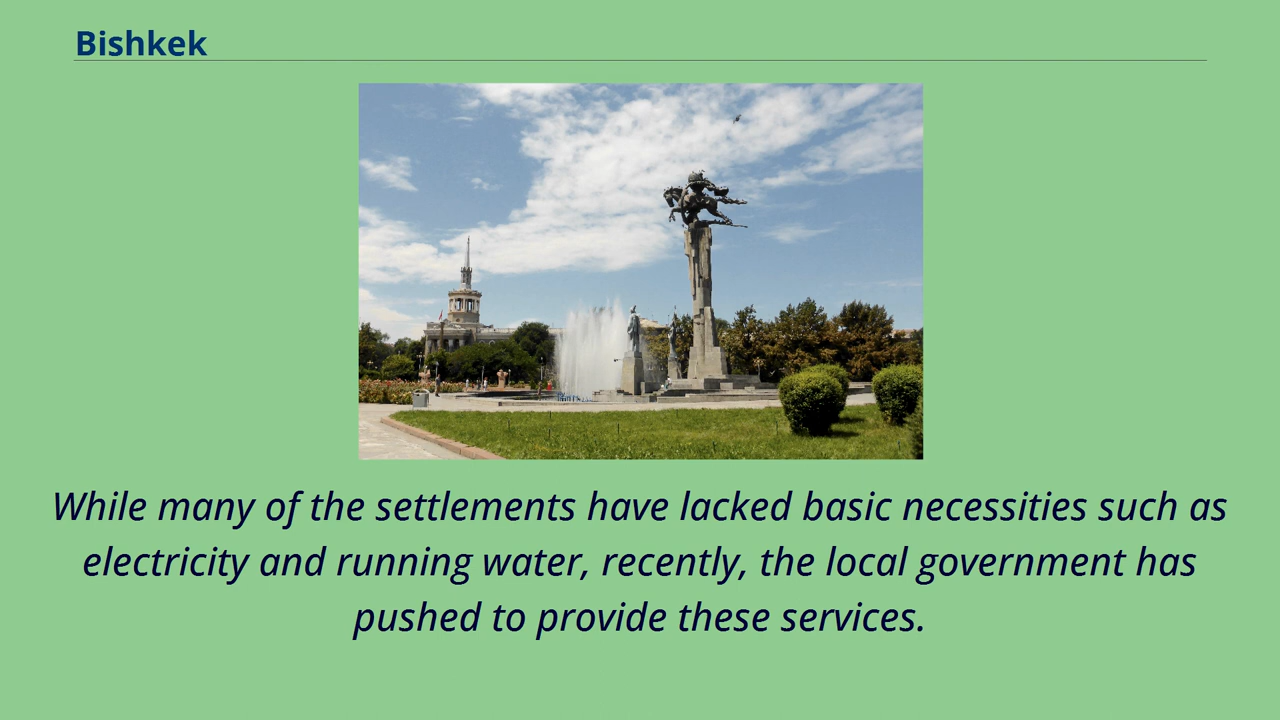 Bishkek
While many of the settlements have lacked basic necessities such as
electricity and running water, recently, the local government has
pushed to provide these services.